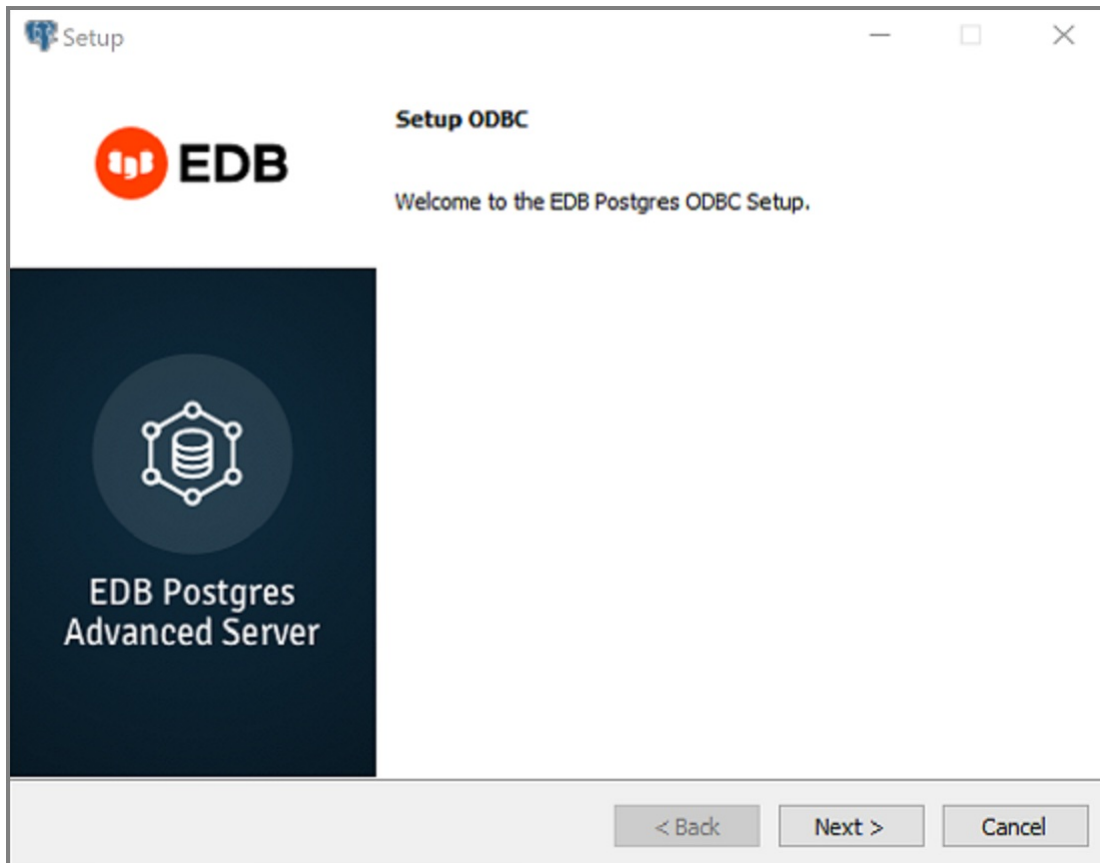 Setup
EDB
Setup ODBC
Welcome to the EDB Postgres ODBC Setup.
EDB Postgres
Advanced Server
< Back
Next >
Cancel